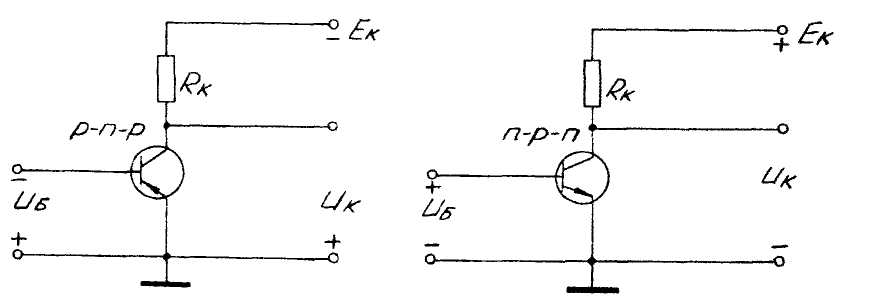 − Eк
Rк
p-n-p
−
Uб
Uк
+ +
+ Eк
Rк
n-p-n
+
Uб
Uк
− −